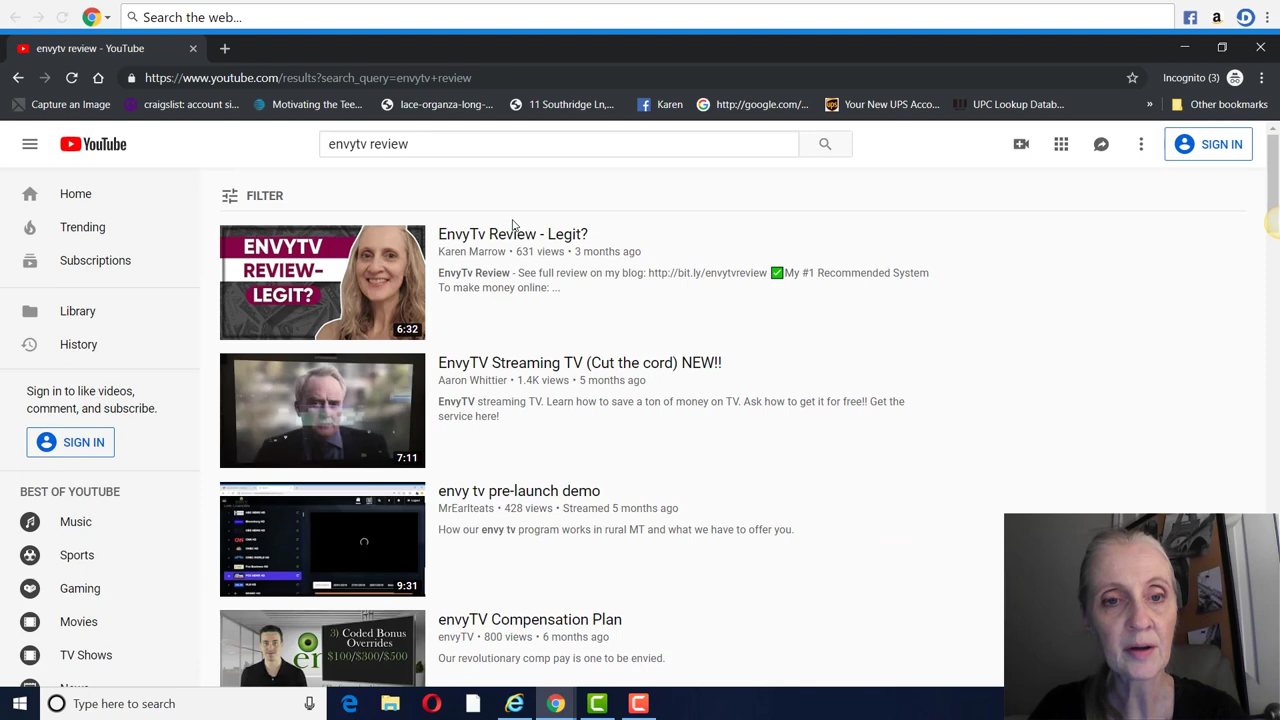 Search the web...
envytv review - YouTube
https://www.youtube.com/results?search_query=envytv+review
Incognito (3)
Capture an Image
craigslist: account si...
Motivating the Tee...
lace-organza-long-...
11 Southridge Ln,...
Karen
http://google.com/...
Your New UPS Acco...
UPC Lookup Datab...
»
Other bookmarks
YouTube
envytv review
SIGN IN
Home
Trending
Subscriptions
Library
History
Sign in to like videos,
comment, and subscribe.
SIGN IN
BEST OF YOUTUBE
Music
Sports
Gaming
Movies
TV Shows
FILTER
ENVYTV
REVIEW-
LEGIT?
6:32
EnvyTv Review - Legit?
Karen Marrow • 631 views • 3 months ago
EnvyTv Review - See full review on my blog: http://bit.ly/envytvreview ✅My #1 Recommended System
To make money online: ...
7:11
EnvyTV Streaming TV (Cut the cord) NEW!!
Aaron Whittier • 1.4K views • 5 months ago
EnvyTV streaming TV. Learn how to save a ton of money on TV. Ask how to get it for free!! Get the
service here!
9:31
envy tv pre-launch demo
MrEarlteats • 428 views • Streamed 5 months ago
How our envy tv program works in rural MT and what we have to offer you.
3) Coded Bonus
Overrides
$100/$300/$500
envyTV Compensation Plan
envyTV • 800 views • 6 months ago
Our revolutionary comp pay is one to be envied.
Type here to search